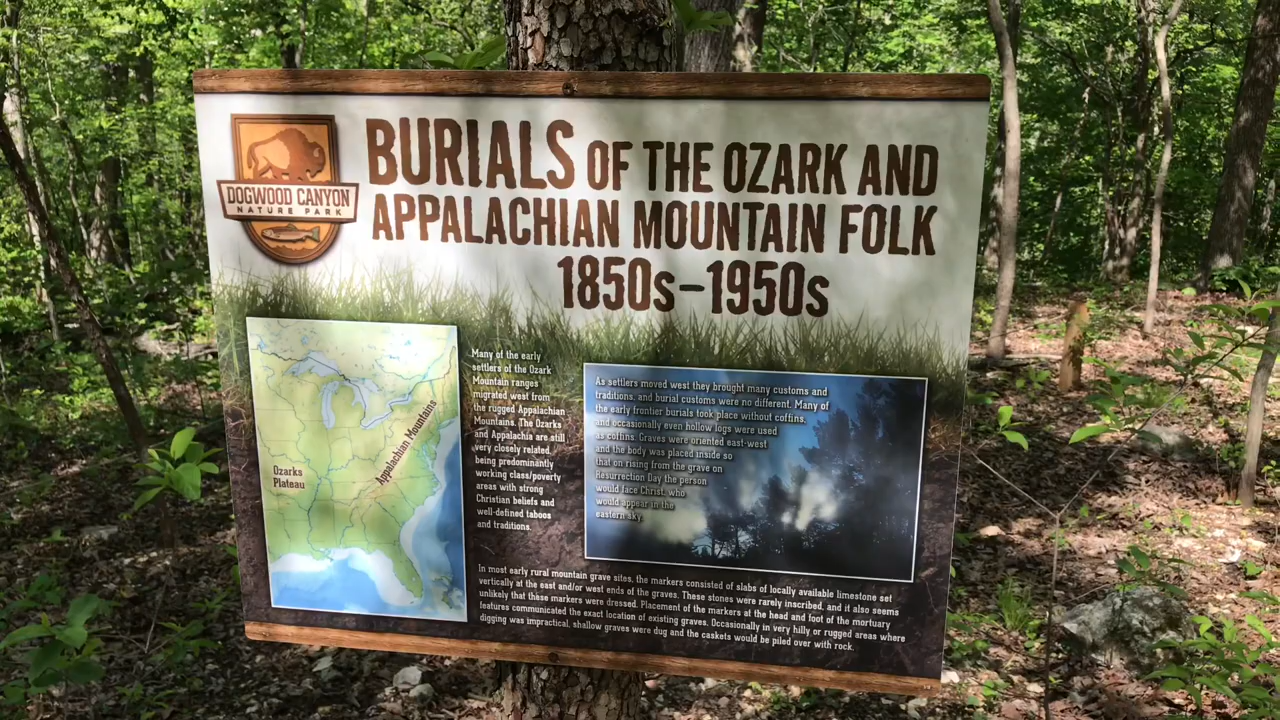 DOGWOOD CANYON
NATURE PARK
BURIALS OF THE OZARK AND
APPALACHIAN MOUNTAIN FOLK
1850s–1950s
Ozarks
Plateau
Appalachian Mountains
Many of the early
settlers of the Ozark
Mountain ranges
migrated west from
the rugged Appalachian
Mountains. The Ozarks
and Appalachia are still
very closely related
being predominantly
working class/poverty
areas with strong
Christian beliefs and
well-defined taboos
and traditions.
As settlers moved west they brought many customs and
traditions, and burial customs were no different. Many of
the early frontier burials took place without coffins,
and occasionally even hollow logs were used
as coffins. Graves were oriented east-west
and the body was placed inside so
that on rising from the grave on
Resurrection Day the person
would face Christ, who
would appear in the
eastern sky.
In most early rural mountain grave sites, the markers consisted of slabs of locally available limestone set
vertically at the east and/or west ends of the graves. These stones were rarely inscribed, and it also seems
unlikely that these markers were dressed. Placement of the markers at the head and foot of the mortuary
features communicated the exact location of existing graves. Occasionally in very hilly or rugged areas where
digging was impractical, shallow graves were dug and the caskets would be piled over with rock.